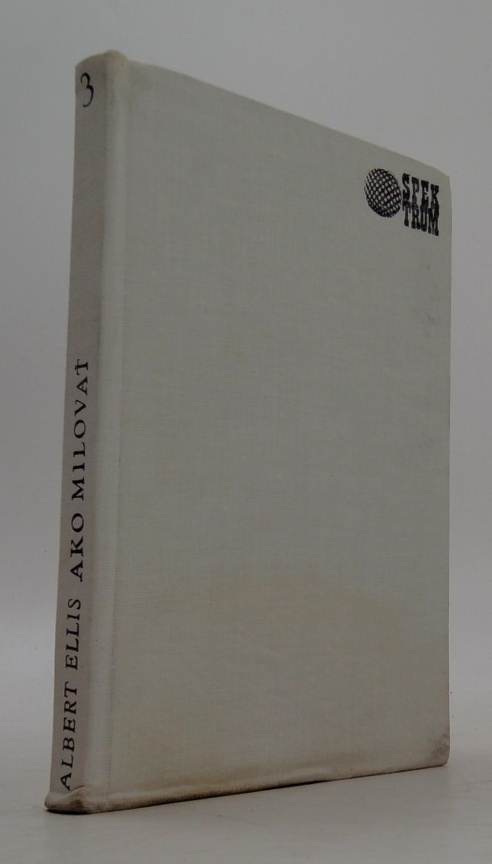 3
ALBERT ELLIS AKO MILOVAŤ
SPEK
TRUM